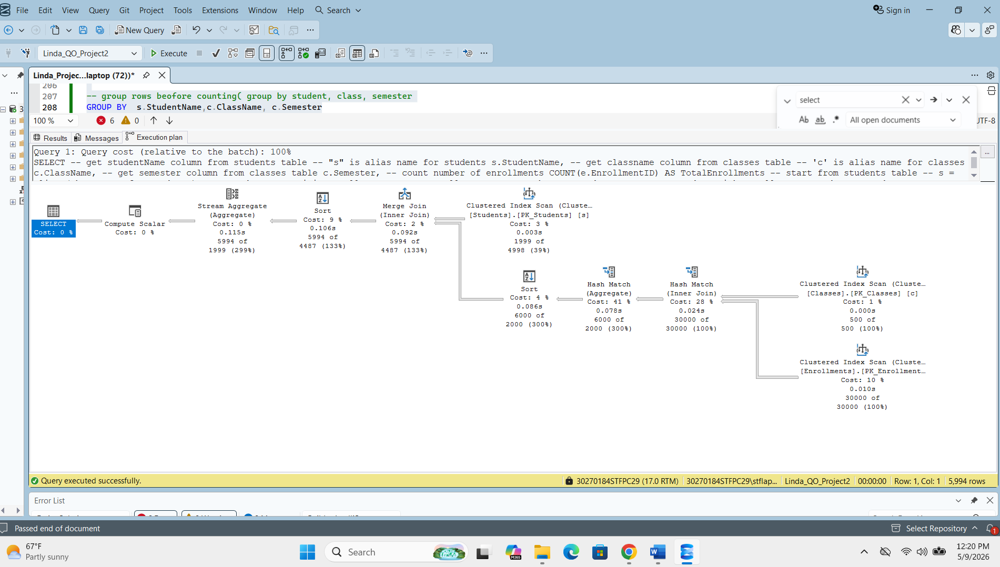 File Edit View Query Git Project Tools Extensions Window Help Search Sign in
New Query
Linda_QO_Project2 Execute
Linda_Projec...laptop (72))*
206
207 -- group rows beofore counting( group by student, class, semester
208 GROUP BY s.StudentName,c.ClassName, c.Semester
select
All open documents
100 % 6 0
Results Messages Execution plan
Query 1: Query cost (relative to the batch): 100%
SELECT -- get studentName column from students table -- "s" is alias name for students s.StudentName, -- get classname column from classes table -- 'c' is alias name for classes
c.ClassName, -- get semester column from classes table c.Semester, -- count number of enrollments COUNT(e.EnrollmentID) AS TotalEnrollments -- start from students table -- s =
SELECT
Cost: 0 %
Compute Scalar
Cost: 0 %
Stream Aggregate
(Aggregate)
Cost: 0 %
0.115s
5994 of
1999 (299%)
Sort
Cost: 9 %
0.106s
5994 of
4487 (133%)
Merge Join
(Inner Join)
Cost: 2 %
0.092s
5994 of
4487 (133%)
Clustered Index Scan (Cluste…
[Students].[PK_Students] [s]
Cost: 3 %
0.003s
1999 of
4998 (39%)
Sort
Cost: 4 %
0.086s
6000 of
2000 (300%)
Hash Match
(Aggregate)
Cost: 41 %
0.078s
6000 of
2000 (300%)
Hash Match
(Inner Join)
Cost: 28 %
0.024s
30000 of
30000 (100%)
Clustered Index Scan (Cluste…
[Classes].[PK_Classes] [c]
Cost: 1 %
0.000s
500 of
500 (100%)
Clustered Index Scan (Cluste…
[Enrollments].[PK_Enrollment…
Cost: 10 %
0.010s
30000 of
30000 (100%)
Query executed successfully. 30270184STFPC29 (17.0 RTM) 30270184STFPC29\stflap... Linda_QO_Project2 00:00:00 Row: 1, Col: 1 5,994 rows
Error List
Passed end of document Select Repository 1
67°F
Partly sunny
Search
M365
12:20 PM
5/9/2026